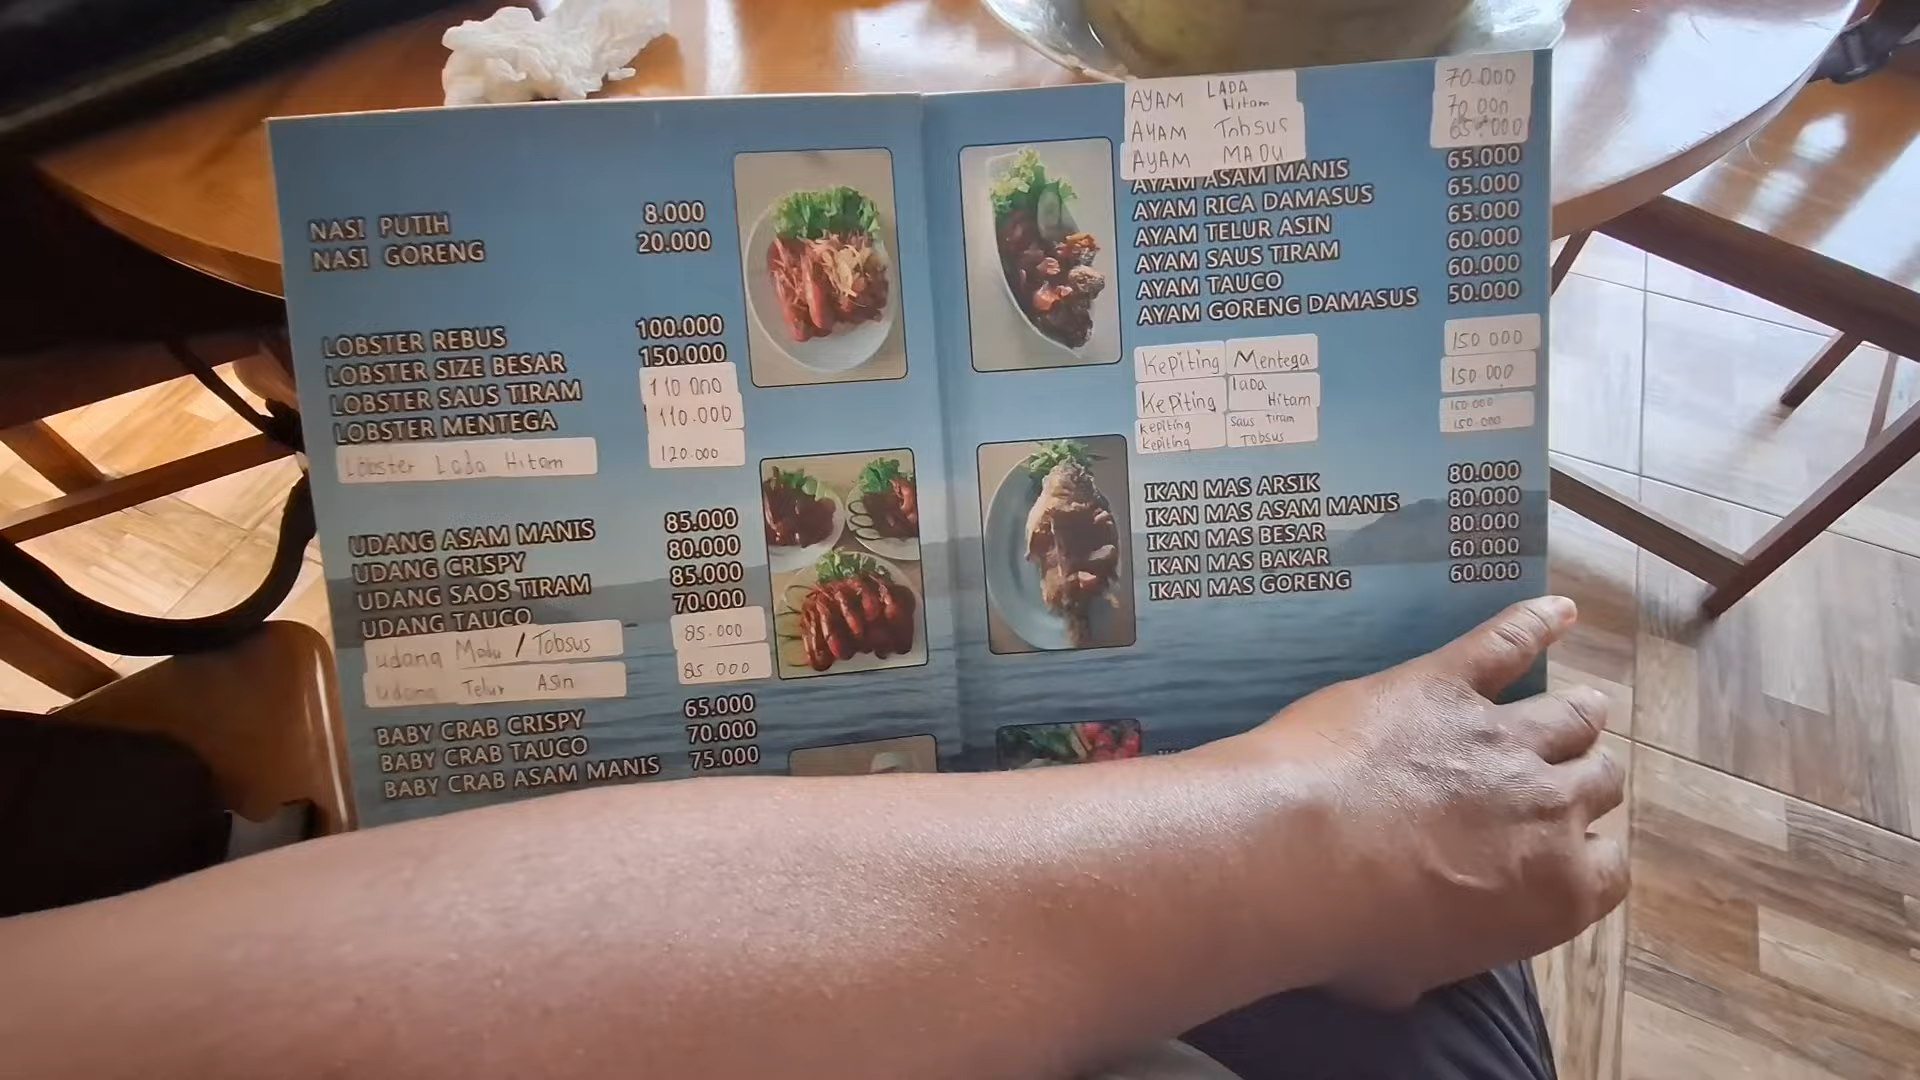 NASI PUTIH 8.000
NASI GORENG 20.000
LOBSTER REBUS 100.000
LOBSTER SIZE BESAR 150.000
LOBSTER SAUS TIRAM 110.000
LOBSTER MENTEGA 110.000
Lobster Lada Hitam 120.000
UDANG ASAM MANIS 85.000
UDANG CRISPY 80.000
UDANG SAOS TIRAM 85.000
UDANG TAUCO 70.000
udang Madu / Tobsus 85.000
udang Telur Asin 85.000
BABY CRAB CRISPY 65.000
BABY CRAB TAUCO 70.000
BABY CRAB ASAM MANIS 75.000
AYAM LADA Hitam 70.000
AYAM Tobsus 70.000
AYAM MADU 65.000
AYAM ASAM MANIS 65.000
AYAM RICA DAMASUS 65.000
AYAM TELUR ASIN 65.000
AYAM SAUS TIRAM 60.000
AYAM TAUCO 60.000
AYAM GORENG DAMASUS 50.000
Kepiting Mentega 150 000
Kepiting lada Hitam 150 000
kepiting Saus Tiram 150.000
kepiting Tobsus 150.000
IKAN MAS ARSIK 80.000
IKAN MAS ASAM MANIS 80.000
IKAN MAS BESAR 80.000
IKAN MAS BAKAR 60.000
IKAN MAS GORENG 60.000